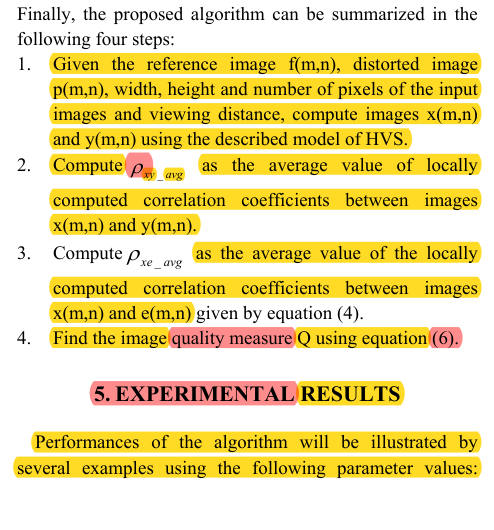 Finally, the proposed algorithm can be summarized in the
following four steps:
1. Given the reference image f(m,n), distorted image
p(m,n), width, height and number of pixels of the input
images and viewing distance, compute images x(m,n)
and y(m,n) using the described model of HVS.
2. Compute ρxy_avg as the average value of locally
computed correlation coefficients between images
x(m,n) and y(m,n).
3. Compute ρxe_avg as the average value of the locally
computed correlation coefficients between images
x(m,n) and e(m,n) given by equation (4).
4. Find the image quality measure Q using equation (6).
5. EXPERIMENTAL RESULTS
Performances of the algorithm will be illustrated by
several examples using the following parameter values: